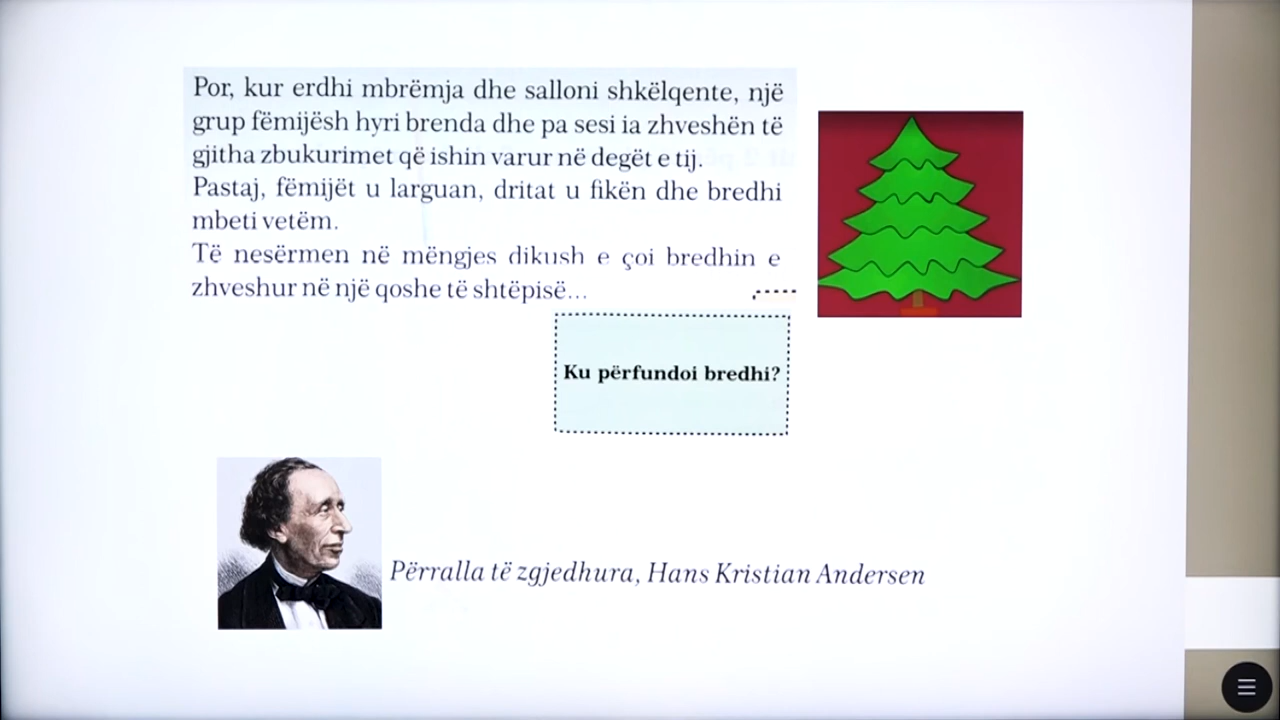 Por, kur erdhi mbrëmja dhe salloni shkëlqente, një
grup fëmijësh hyri brenda dhe pa sesi ia zhveshën të
gjitha zbukurimet që ishin varur në degët e tij.
Pastaj, fëmijët u larguan, dritat u fikën dhe bredhi
mbeti vetëm.
Të nesërmen në mëngjes dikush e çoi bredhin e
zhveshur në një qoshe të shtëpisë...
Ku përfundoi bredhi?
Përralla të zgjedhura, Hans Kristian Andersen